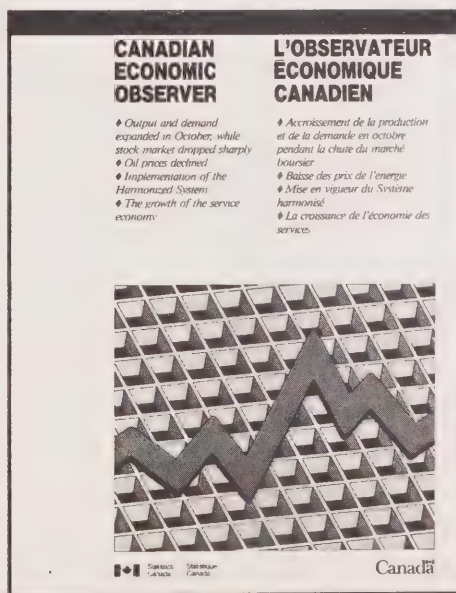 CANADIAN
ECONOMIC
OBSERVER
♦ Output and demand
expanded in October, while
stock market dropped sharply
♦ Oil prices declined
♦ Implementation of the
Harmonized System
♦ The growth of the service
economy
L'OBSERVATEUR
ÉCONOMIQUE
CANADIEN
♦ Accroissement de la production
et de la demande en octobre
pendant la chute du marché
boursier
♦ Baisse des prix de l'energie
♦ Mise en vigueur du Système
harmonisé
♦ La croissance de l'économie des
services
Statistics
Canada
Statistique
Canada
Canada